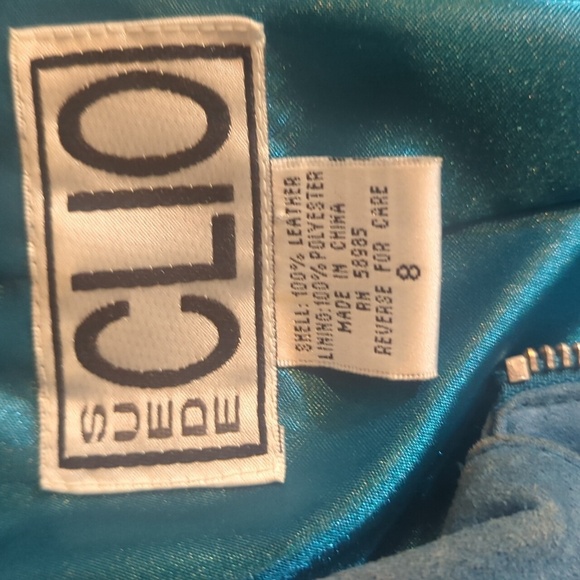 SUEDE
CLIO
SHELL: 100% LEATHER
LINING:100% POLYESTER
MADE IN CHINA
RN 58985
REVERSE FOR CARE
8